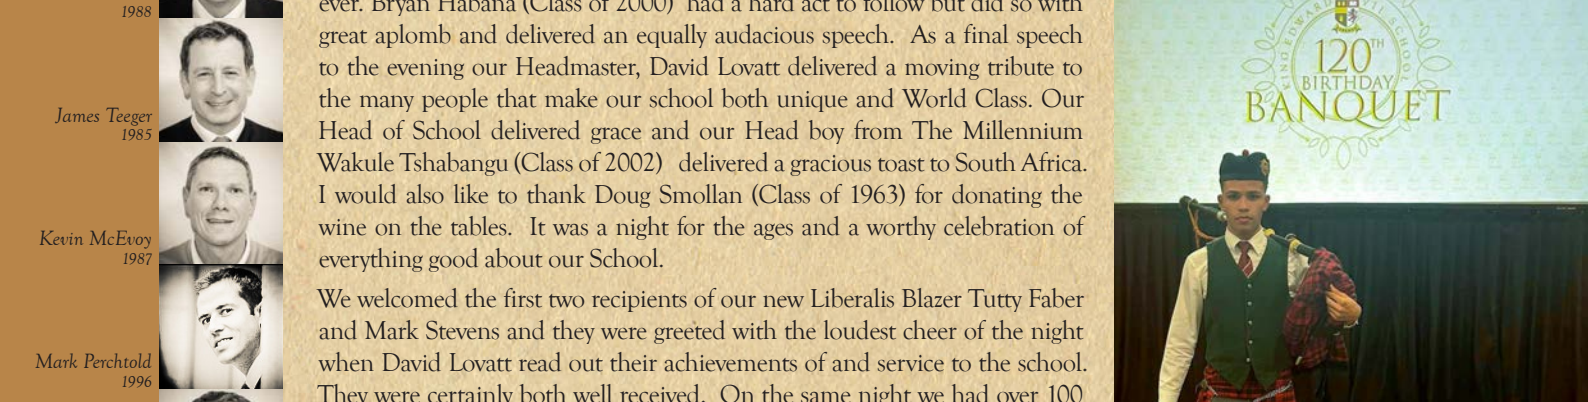 1988
James Teeger
1985
Kevin McEvoy
1987
Mark Perchtold
1996
ever. Bryan Habana (Class of 2000) had a hard act to follow but did so with
great aplomb and delivered an equally audacious speech. As a final speech
to the evening our Headmaster, David Lovatt delivered a moving tribute to
the many people that make our school both unique and World Class. Our
Head of School delivered grace and our Head boy from The Millennium
Wakule Tshabangu (Class of 2002) delivered a gracious toast to South Africa.
I would also like to thank Doug Smollan (Class of 1963) for donating the
wine on the tables. It was a night for the ages and a worthy celebration of
everything good about our School.
We welcomed the first two recipients of our new Liberalis Blazer Tutty Faber
and Mark Stevens and they were greeted with the loudest cheer of the night
when David Lovatt read out their achievements of and service to the school.
They were certainly both well received. On the same night we had over 100
120TH
BIRTHDAY
BANQUET